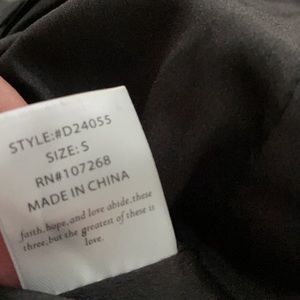 STYLE:#D24055
SIZE: S
RN#107268
MADE IN CHINA
faith, hope, and love abide, these
three, but the greatest of these is
love.